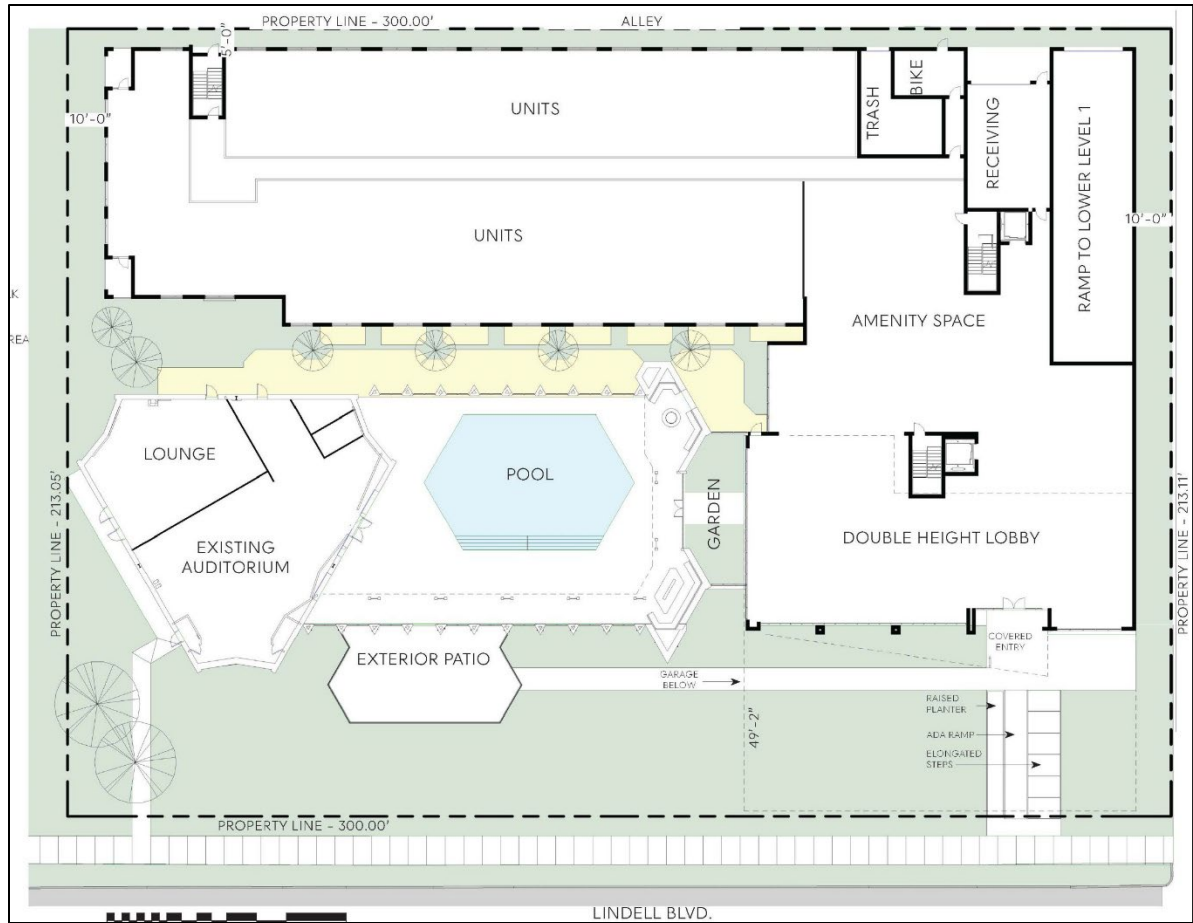 PROPERTY LINE - 300.00'
ALLEY
5'-0"
10'-0"
UNITS
TRASH
BIKE
RECEIVING
RAMP TO LOWER LEVEL 1
10'-0"
UNITS
K
REA
AMENITY SPACE
LOUNGE
POOL
GARDEN
EXISTING
AUDITORIUM
DOUBLE HEIGHT LOBBY
PROPERTY LINE - 213.05'
PROPERTY LINE - 213.11'
EXTERIOR PATIO
COVERED
ENTRY
GARAGE
BELOW
RAISED
PLANTER
49'-2"
ADA RAMP
ELONGATED
STEPS
PROPERTY LINE - 300.00'
LINDELL BLVD.